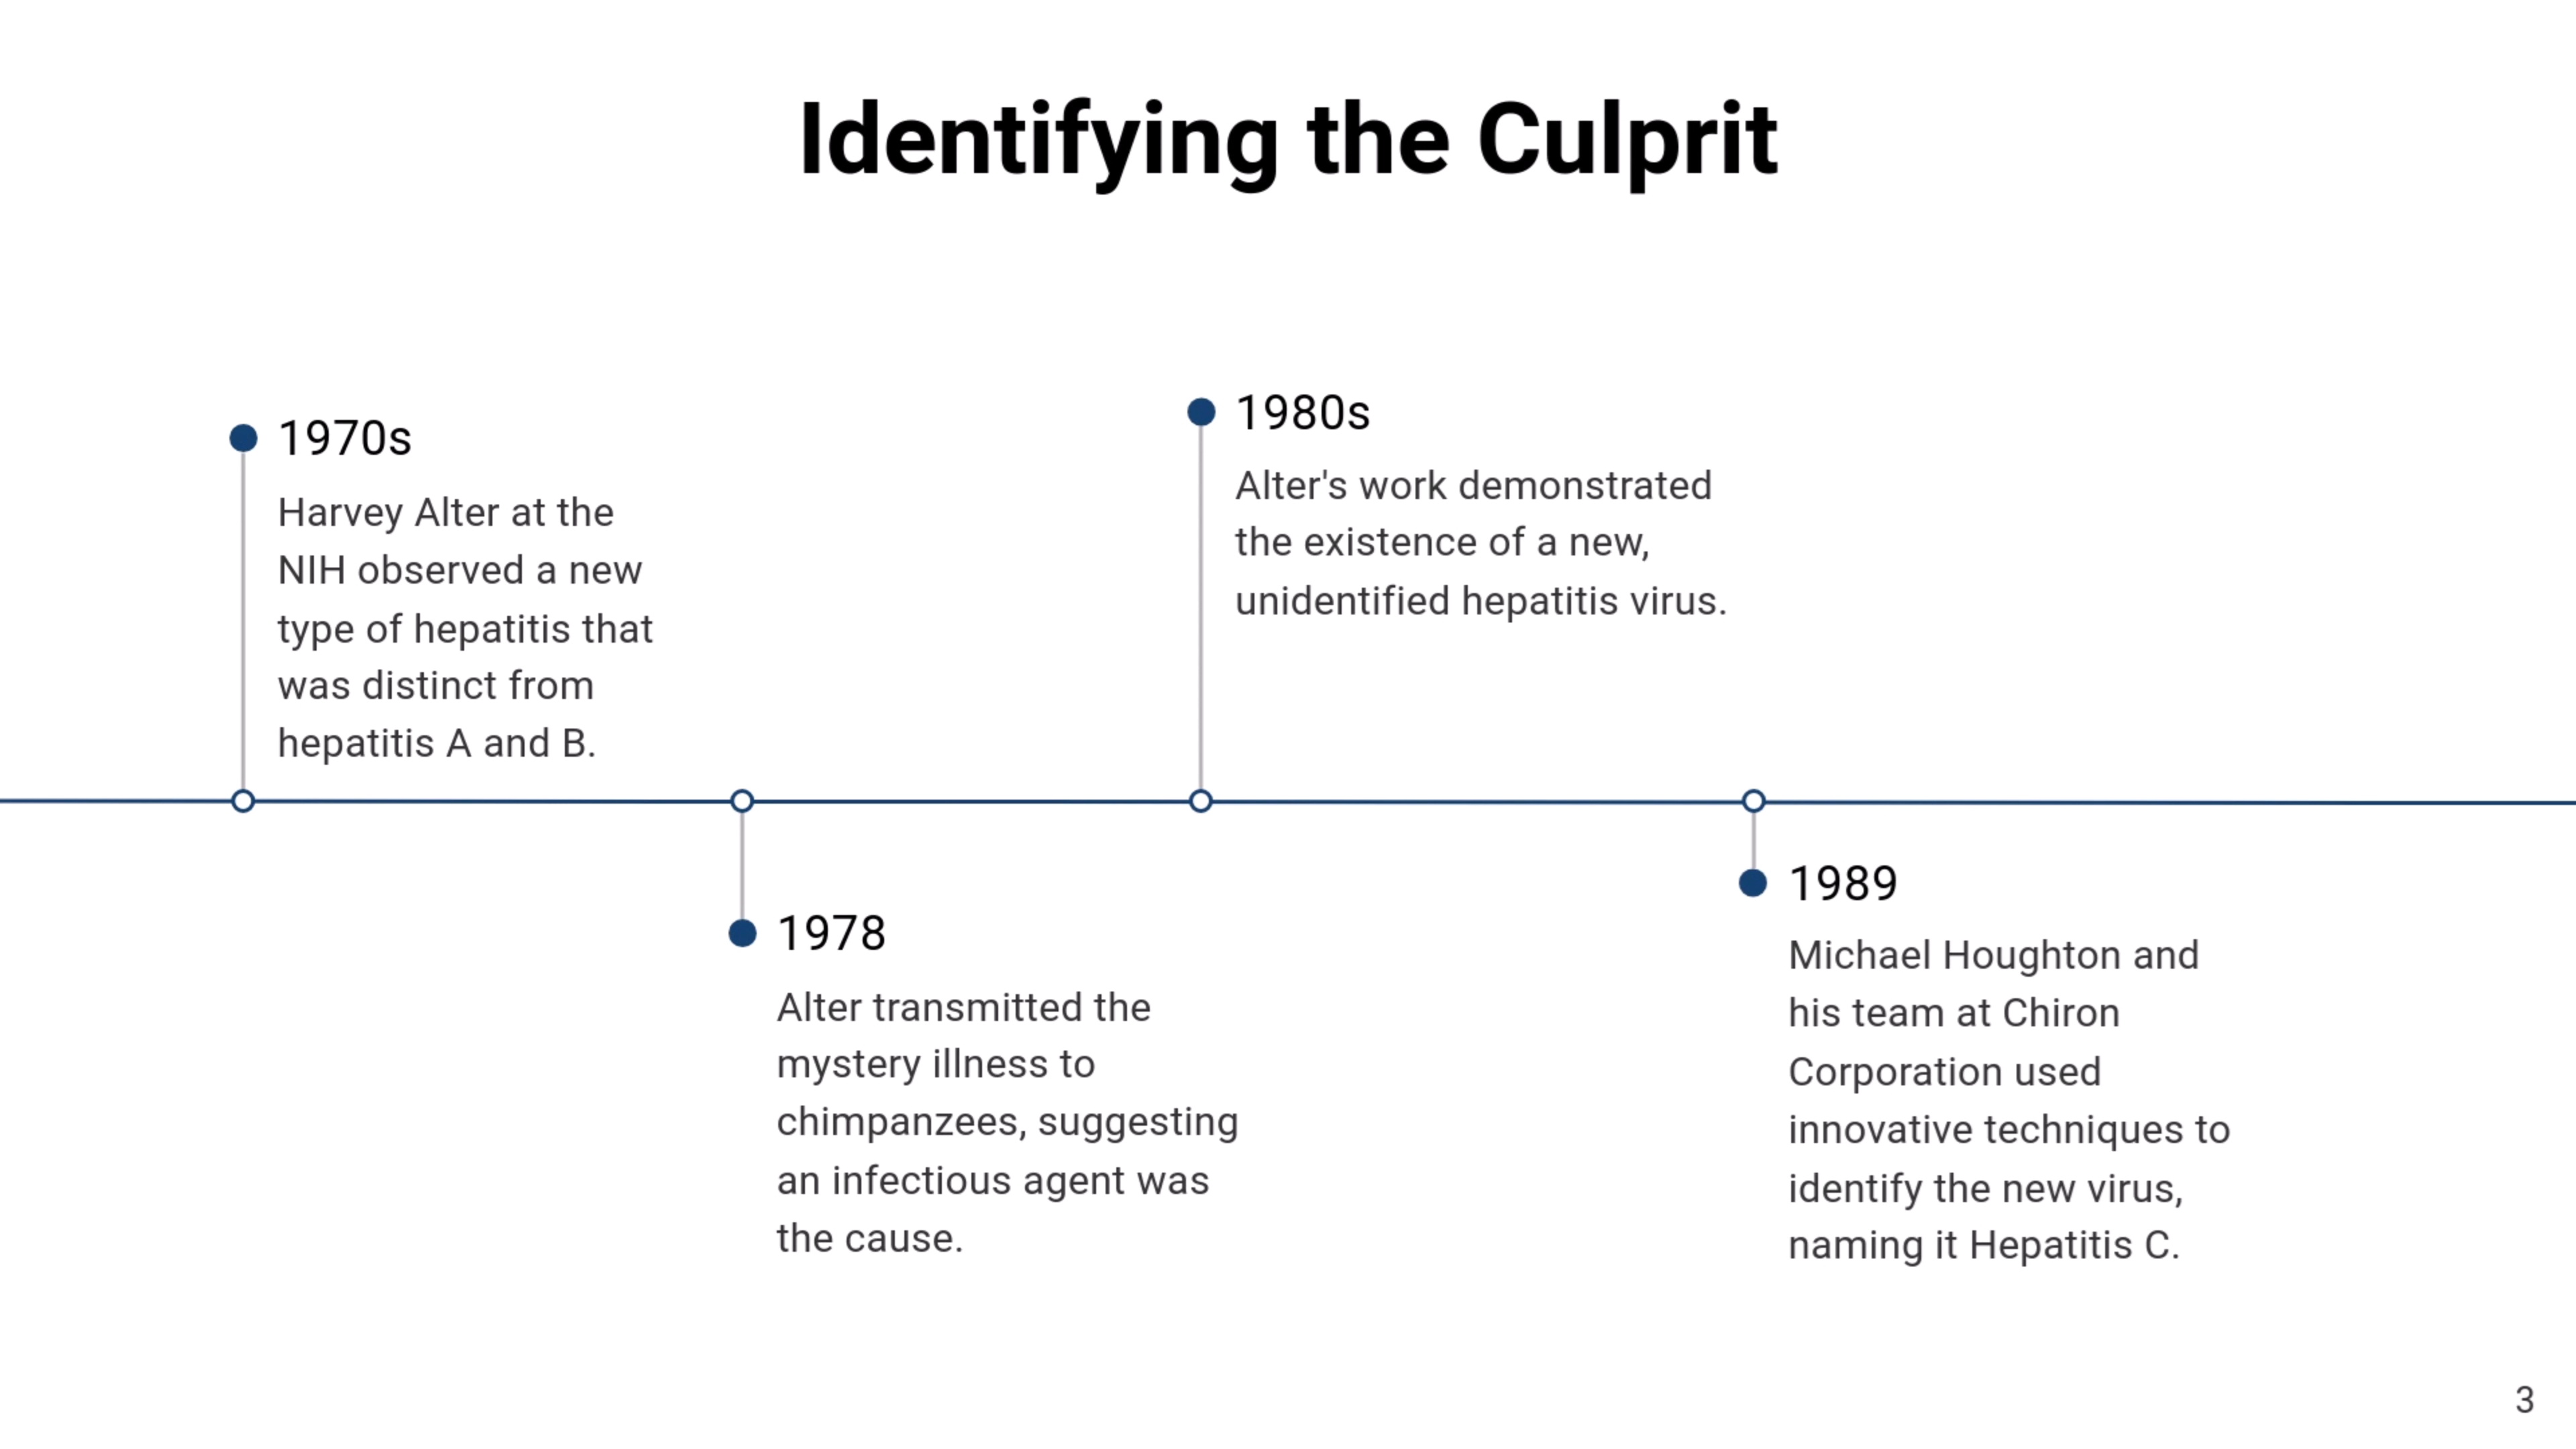 Identifying the Culprit
1970s
Harvey Alter at the
NIH observed a new
type of hepatitis that
was distinct from
hepatitis A and B.
1978
Alter transmitted the
mystery illness to
chimpanzees, suggesting
an infectious agent was
the cause.
1980s
Alter's work demonstrated
the existence of a new,
unidentified hepatitis virus.
1989
Michael Houghton and
his team at Chiron
Corporation used
innovative techniques to
identify the new virus,
naming it Hepatitis C.
3